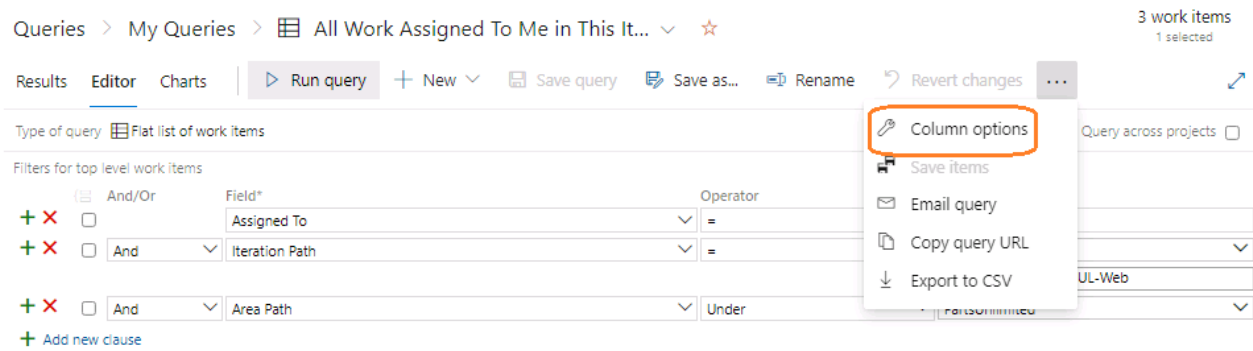 Queries > My Queries > All Work Assigned To Me in This It...
3 work items
1 selected
Results Editor Charts Run query New Save query Save as... Rename Revert changes ...
Type of query Flat list of work items Query across projects
Column options
Filters for top level work items
Save items
And/Or Field* Operator
Email query
Assigned To =
Copy query URL
And Iteration Path =
Export to CSV
UL-Web
And Area Path Under PartsUnlimited
Add new clause